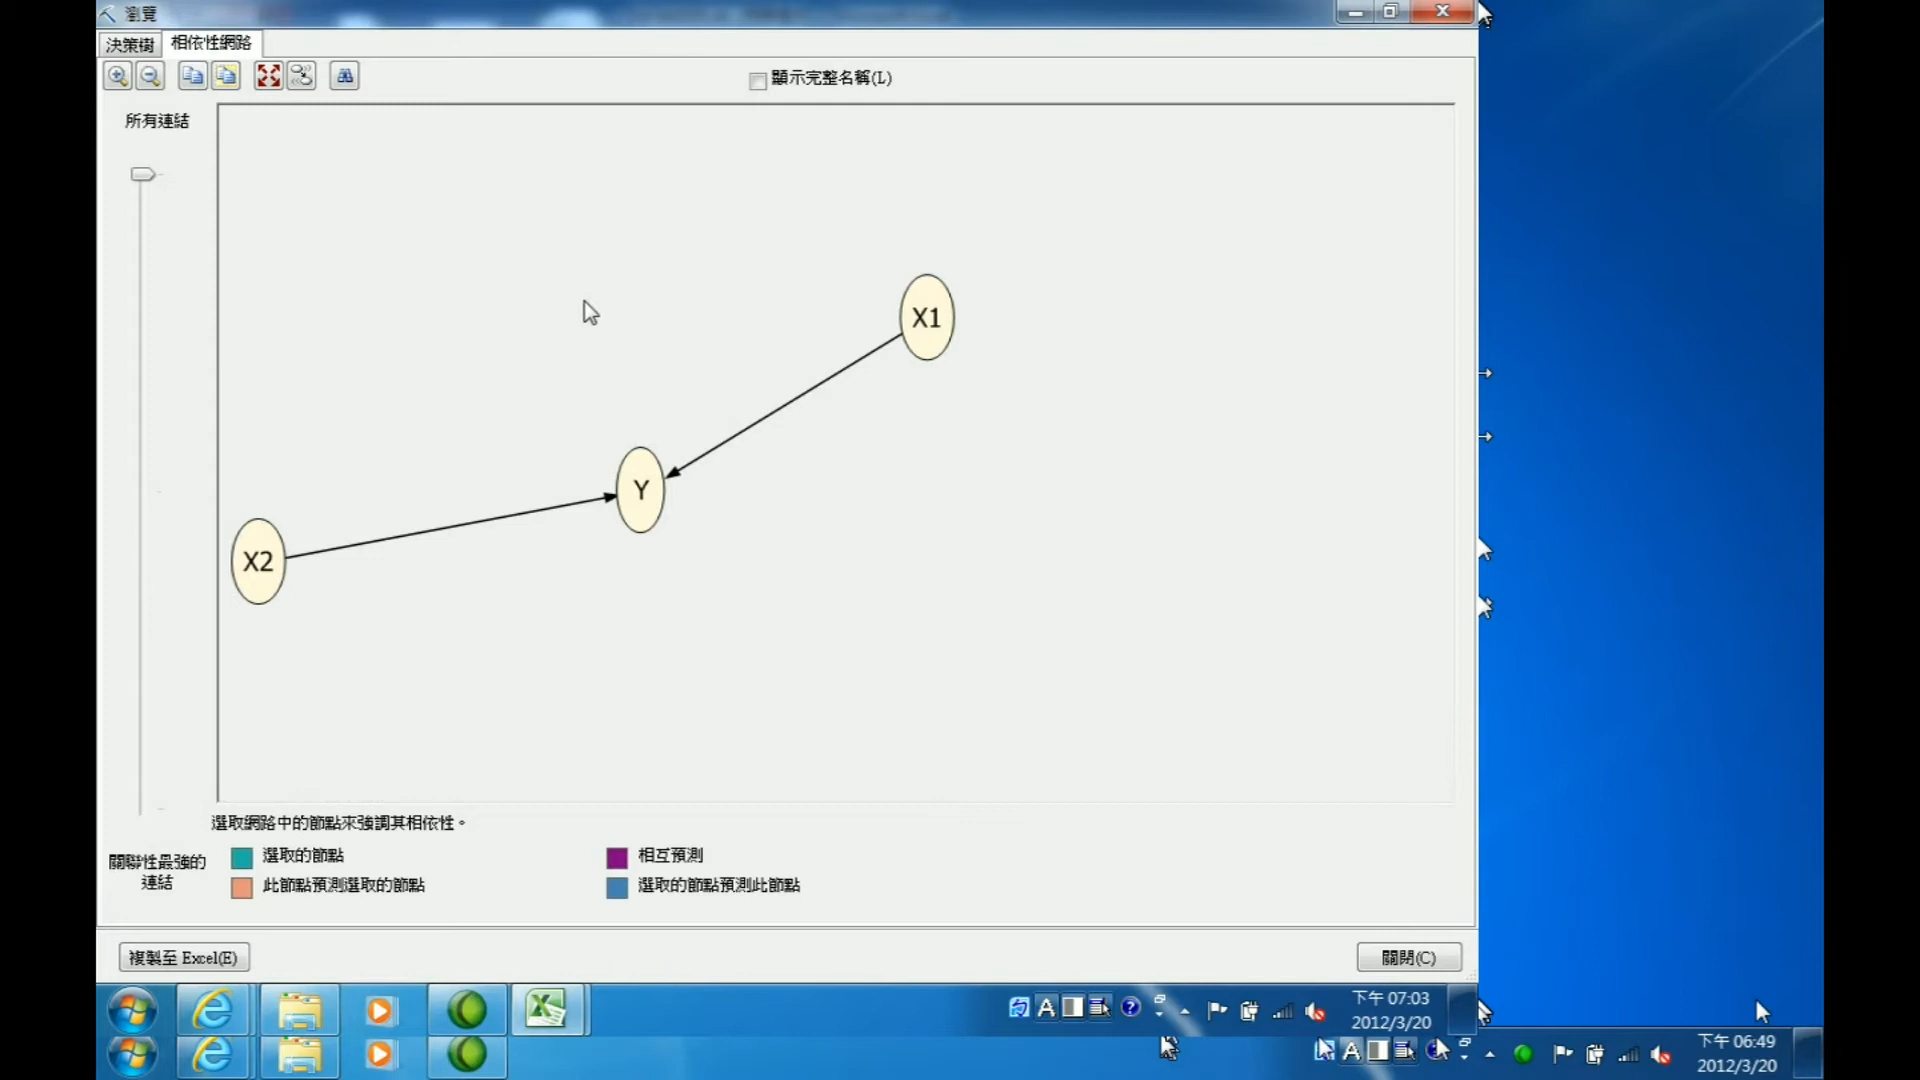 瀏覽
決策樹 相依性網路
顯示完整名稱(L)
所有連結
X1
Y
X2
選取網路中的節點來強調其相依性。
關聯性最強的
連結
選取的節點
相互預測
此節點預測選取的節點
選取的節點預測此節點
複製至 Excel(E)
關閉(C)
A
下午 07:03
2012/3/20
A
下午 06:49
2012/3/20